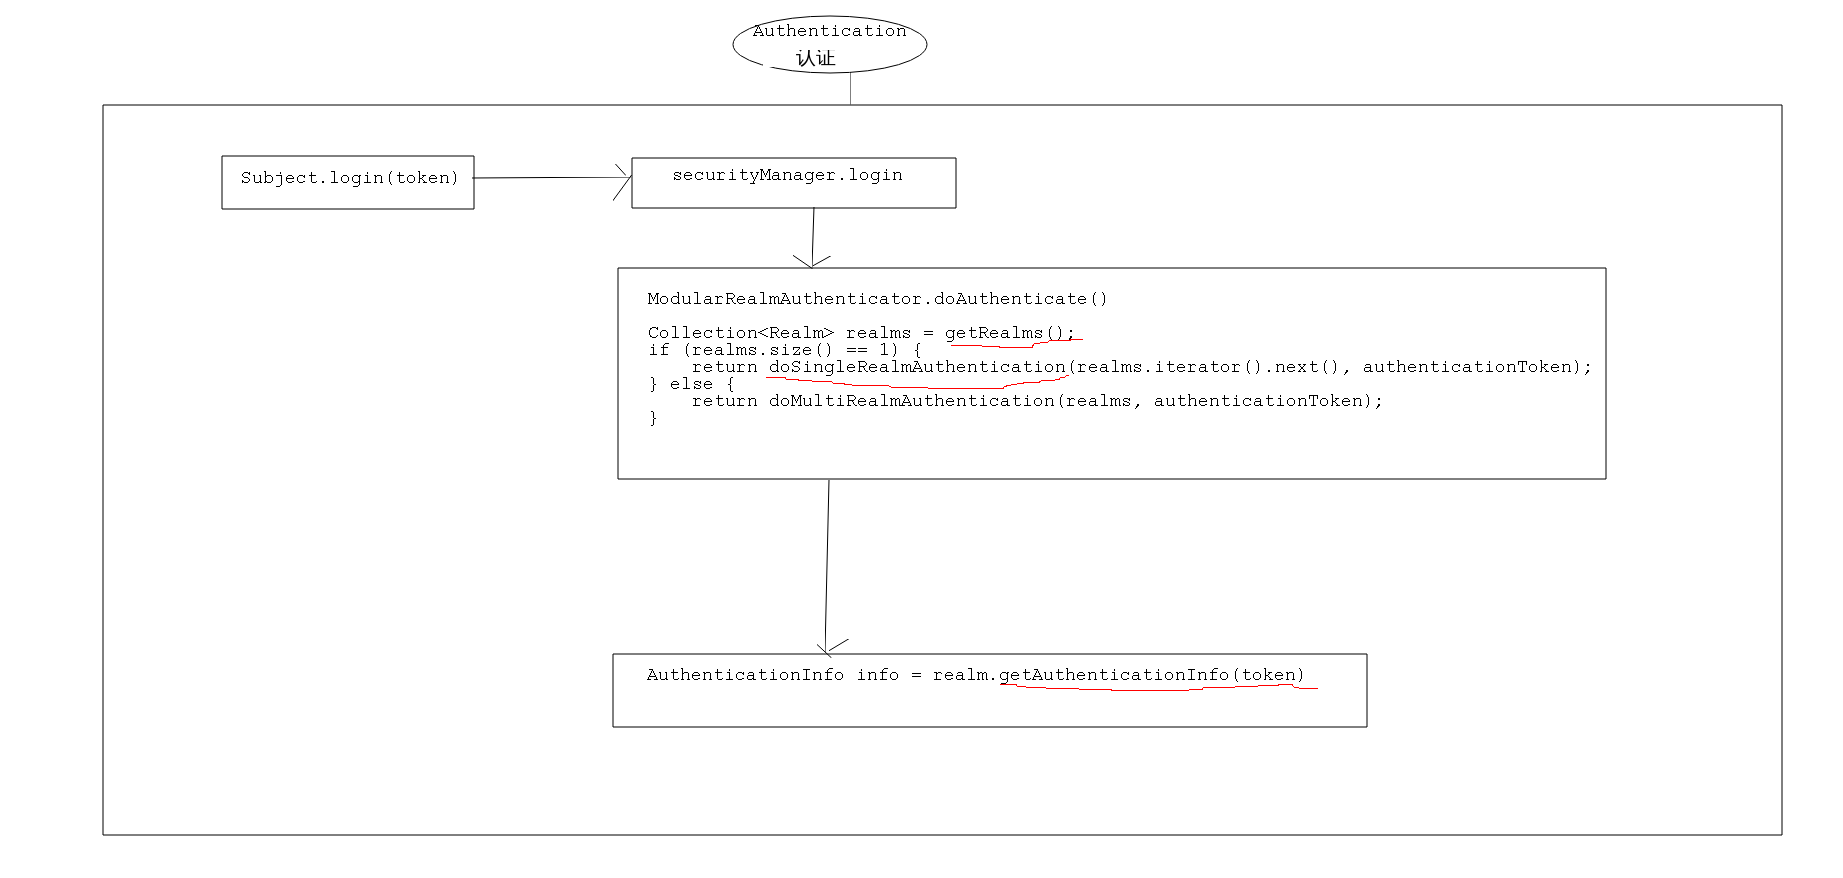 Authentication
认证
Subject.login(token)
securityManager.login
ModularRealmAuthenticator.doAuthenticate()
Collection<Realm> realms = getRealms();
if (realms.size() == 1) {
    return doSingleRealmAuthentication(realms.iterator().next(), authenticationToken);
} else {
    return doMultiRealmAuthentication(realms, authenticationToken);
}
AuthenticationInfo info = realm.getAuthenticationInfo(token)